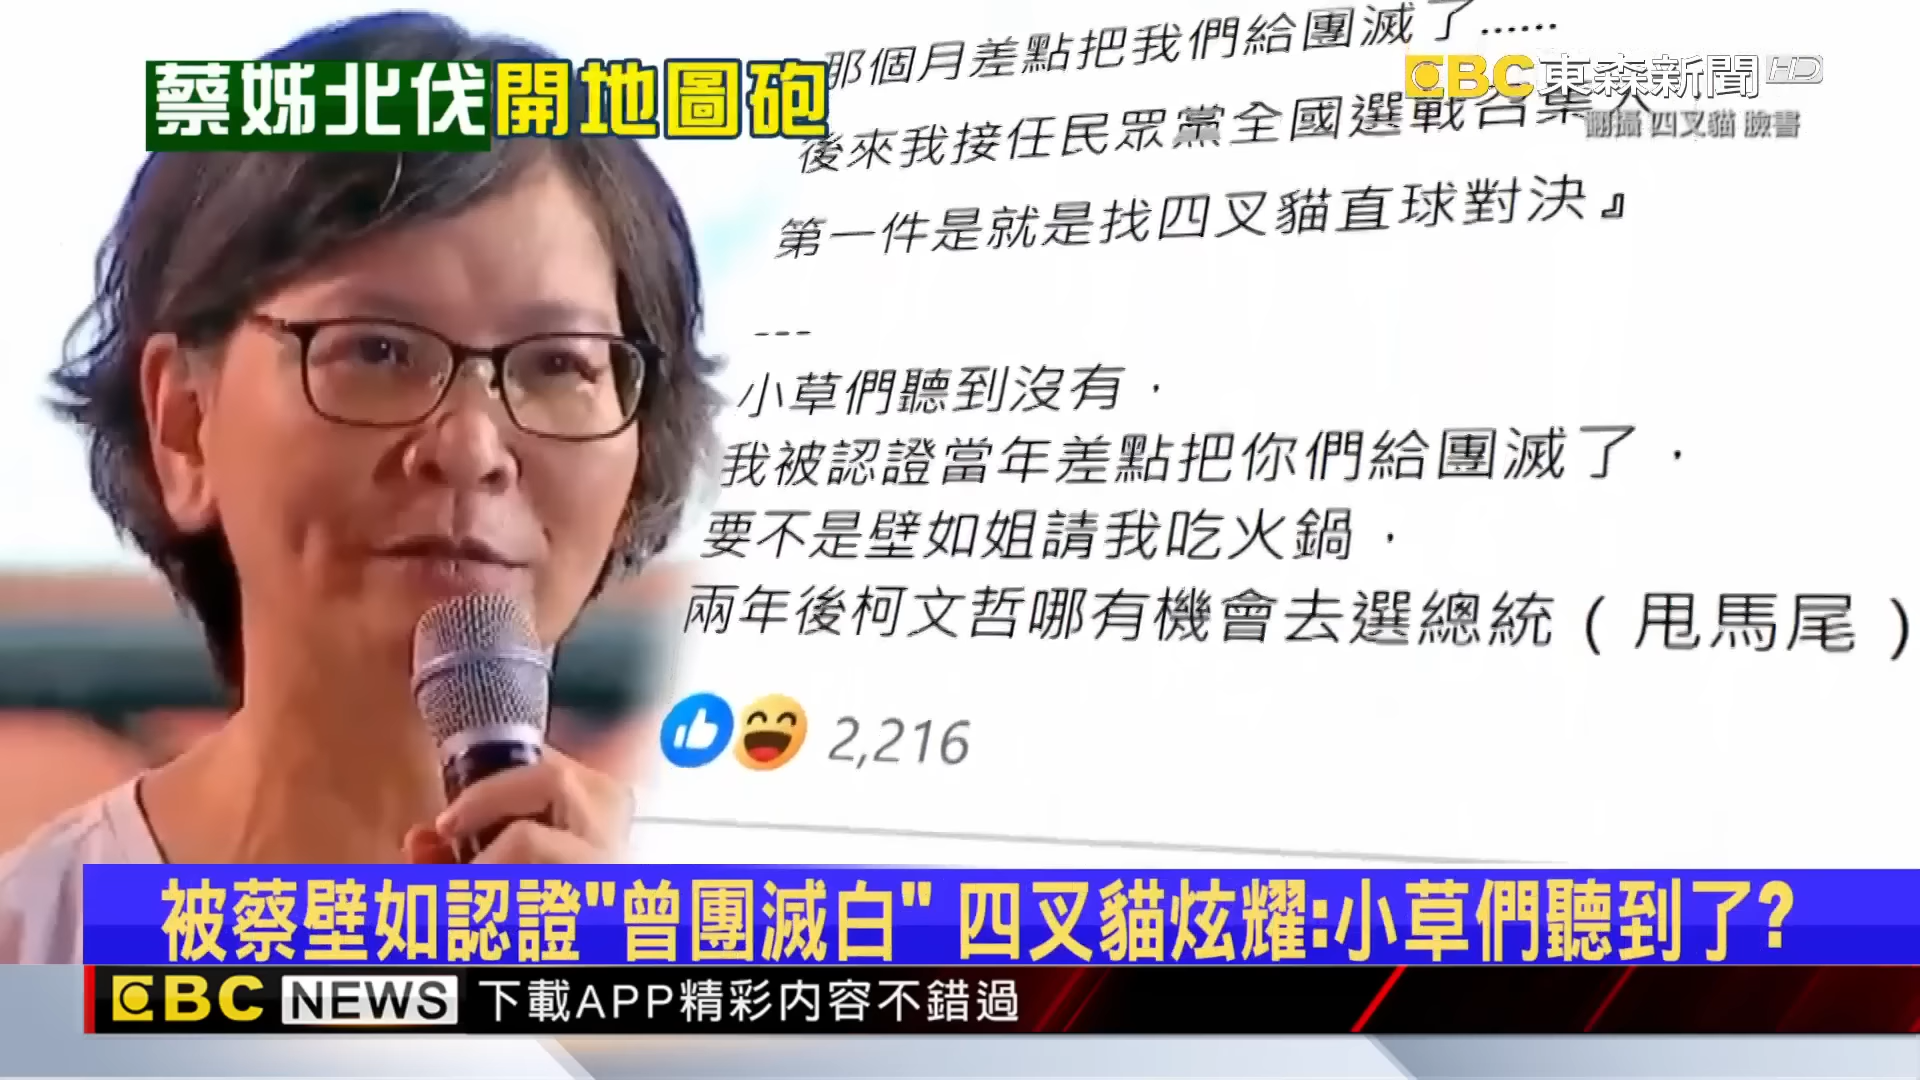 蔡姊北伐開地圖砲
那個月差點把我們給團滅了......
EBC東森新聞HD
翻攝 四叉貓 臉書
後來我接任民眾黨全國選戰召集人,
第一件是就是找四叉貓直球對決』
---
小草們聽到沒有,
我被認證當年差點把你們給團滅了,
要不是壁如姐請我吃火鍋,
兩年後柯文哲哪有機會去選總統(甩馬尾)
2,216
被蔡壁如認證"曾團滅白" 四叉貓炫耀:小草們聽到了?
EBC NEWS 下載APP精彩內容不錯過